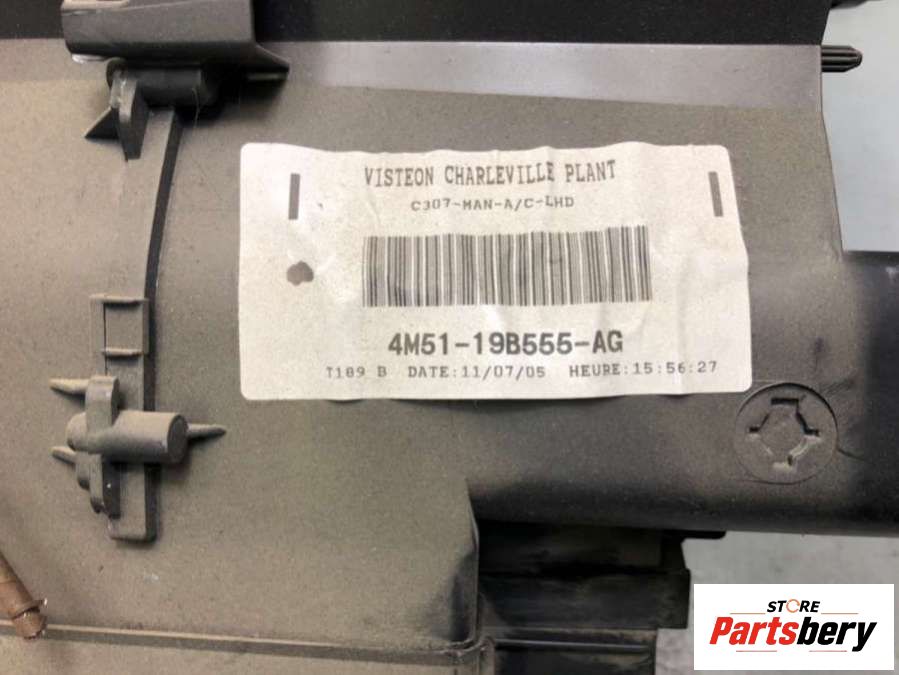 VISTEON CHARLEVILLE PLANT
C307-MAN-A/C-LHD
4M51-19B555-AG
T189 B DATE:11/07/05 HEURE:15:56:27
STORE
Partsbery